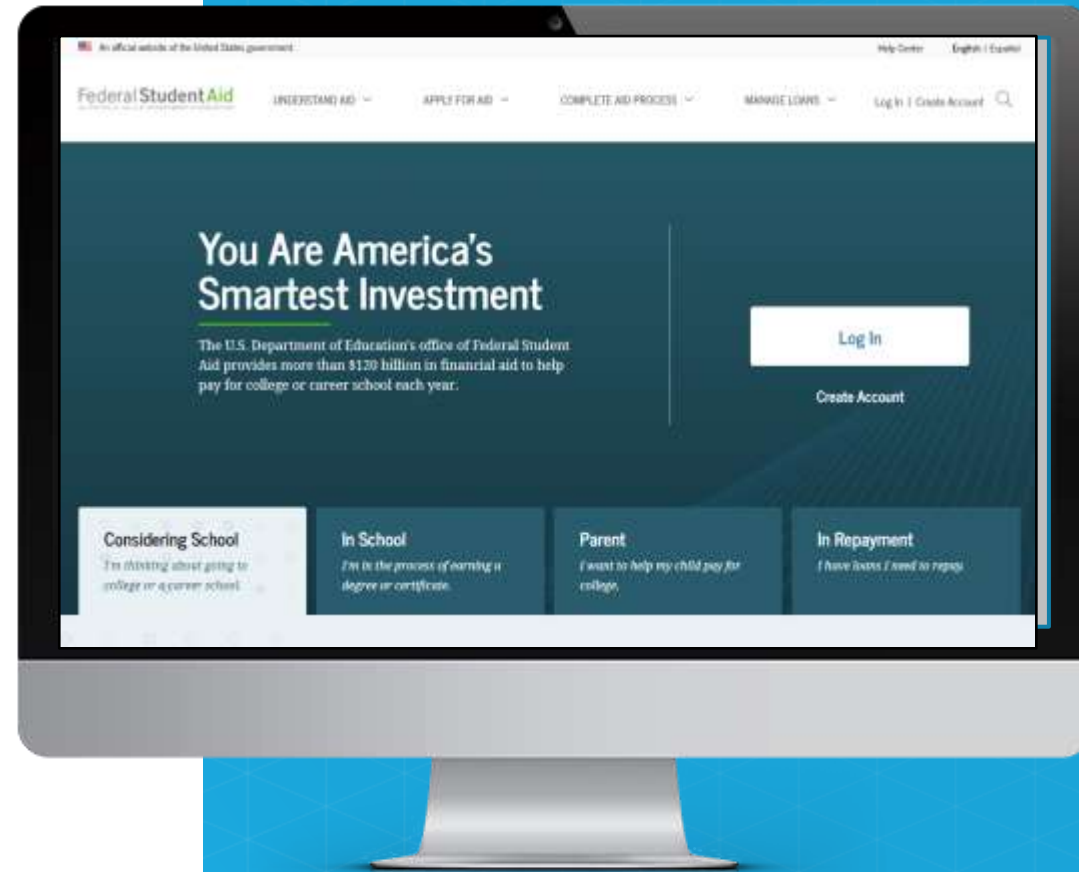 An official website of the United States government
Help Center English | Español
Federal Student Aid
UNDERSTAND AID
APPLY FOR AID
COMPLETE AID PROCESS
MANAGE LOANS
Log In | Create Account
You Are America's
Smartest Investment
The U.S. Department of Education's office of Federal Student
Aid provides more than $120 billion in financial aid to help
pay for college or career school each year.
Log In
Create Account
Considering School
I'm thinking about going to
college or a career school.
In School
I'm in the process of earning a
degree or certificate.
Parent
I want to help my child pay for
college.
In Repayment
I have loans I need to repay.